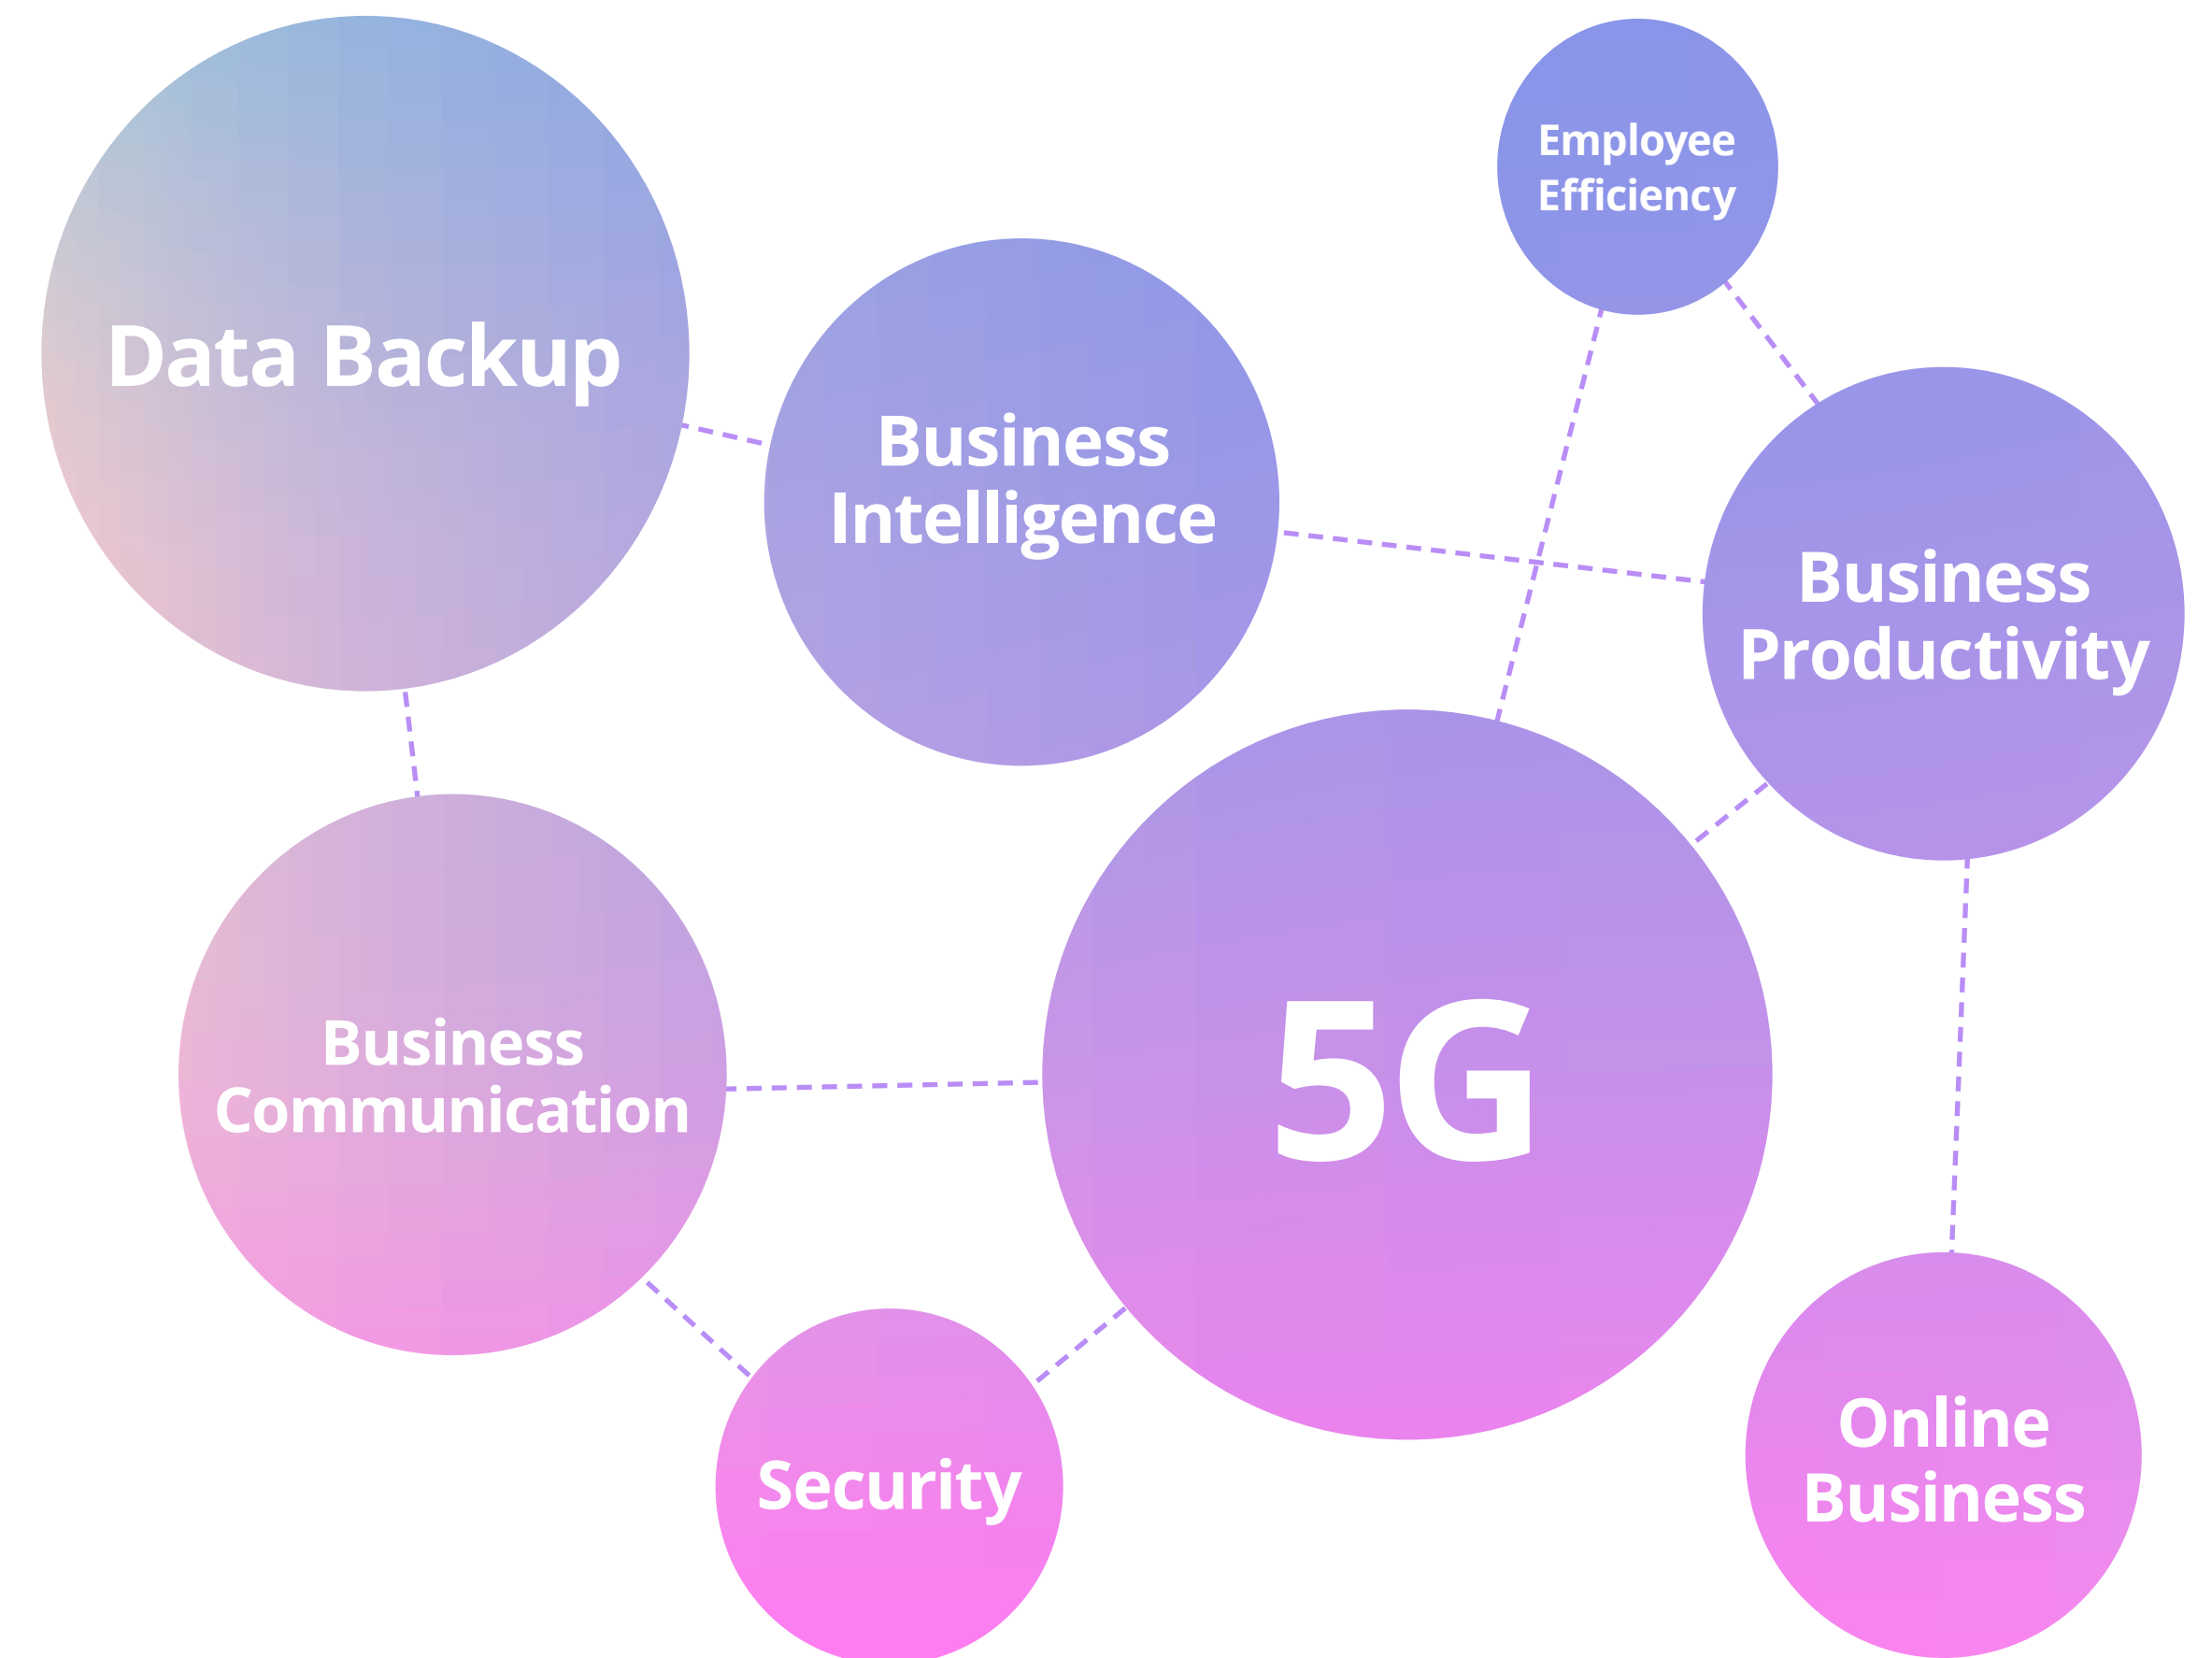 Data Backup
Employee
Efficiency
Business
Intelligence
Business
Productivity
Business
Communication
5G
Security
Online
Business